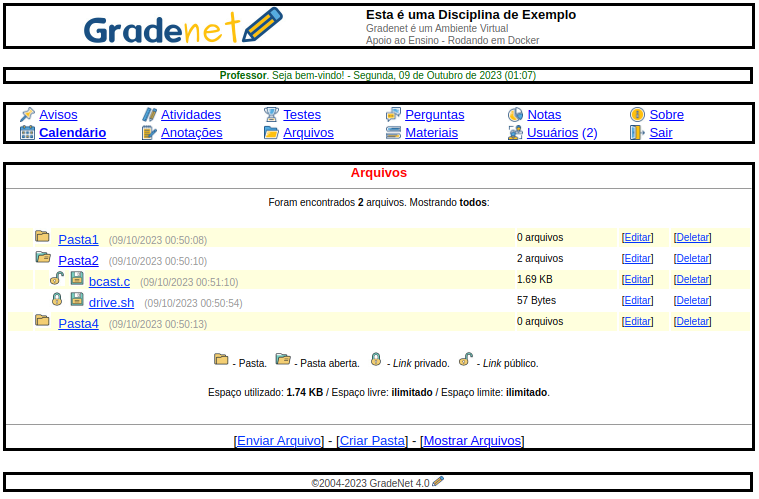 Gradenet
Esta é uma Disciplina de Exemplo
Gradenet é um Ambiente Virtual
Apoio ao Ensino - Rodando em Docker
Professor. Seja bem-vindo! - Segunda, 09 de Outubro de 2023 (01:07)
Avisos Atividades Testes Perguntas Notas Sobre
Calendário Anotações Arquivos Materiais Usuários (2) Sair
Arquivos
Foram encontrados 2 arquivos. Mostrando todos:
Pasta1 (09/10/2023 00:50:08) 0 arquivos [Editar] [Deletar]
Pasta2 (09/10/2023 00:50:10) 2 arquivos [Editar] [Deletar]
bcast.c (09/10/2023 00:51:10) 1.69 KB [Editar] [Deletar]
drive.sh (09/10/2023 00:50:54) 57 Bytes [Editar] [Deletar]
Pasta4 (09/10/2023 00:50:13) 0 arquivos [Editar] [Deletar]
- Pasta. - Pasta aberta. - Link privado. - Link público.
Espaço utilizado: 1.74 KB / Espaço livre: ilimitado / Espaço limite: ilimitado.
[Enviar Arquivo] - [Criar Pasta] - [Mostrar Arquivos]
©2004-2023 GradeNet 4.0